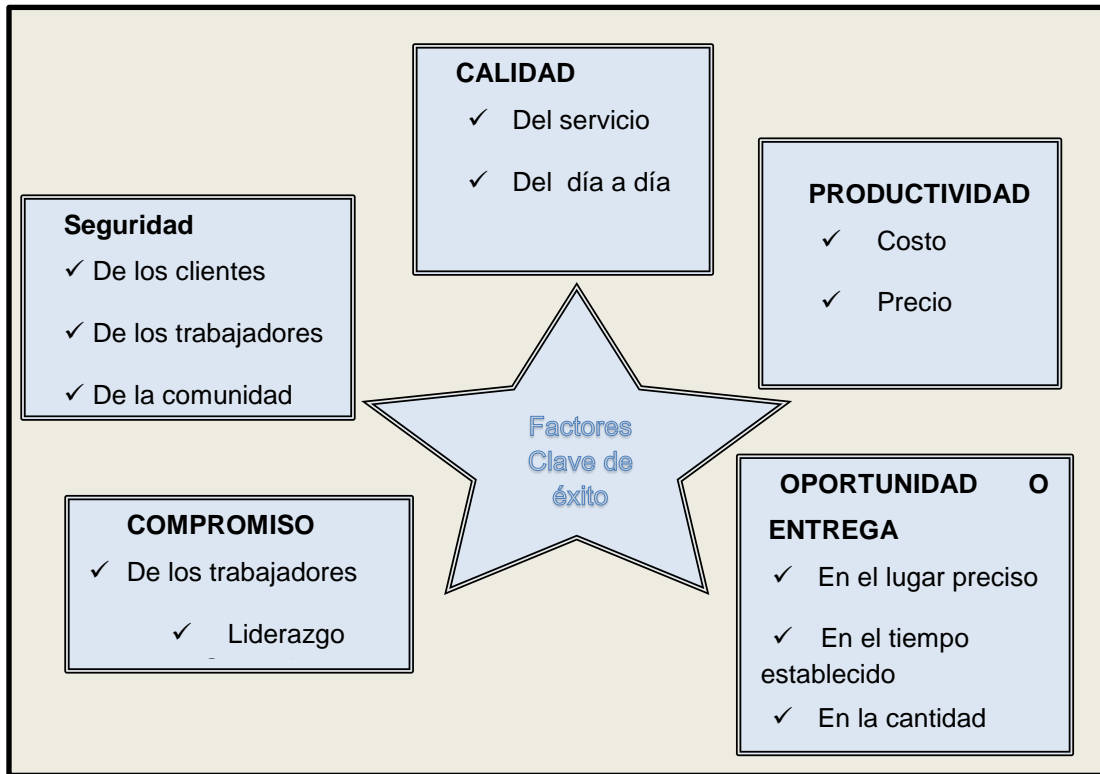 CALIDAD
✓ Del servicio
✓ Del día a día
PRODUCTIVIDAD
✓ Costo
✓ Precio
Seguridad
✓ De los clientes
✓ De los trabajadores
✓ De la comunidad
Factores
Clave de
éxito
OPORTUNIDAD O
ENTREGA
✓ En el lugar preciso
✓ En el tiempo
establecido
✓ En la cantidad
COMPROMISO
✓ De los trabajadores
✓ Liderazgo